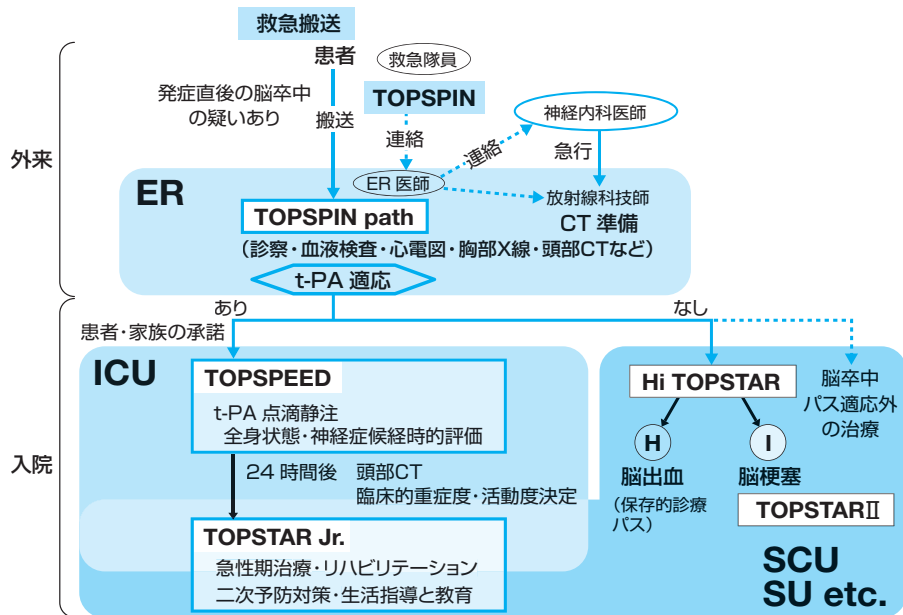 救急搬送
患者
救急隊員
発症直後の脳卒中
の疑いあり
搬送
TOPSPIN
連絡
神経内科医師
連絡
急行
外来
ER
ER 医師
放射線科技師
CT 準備
TOPSPIN path
(診察・血液検査・心電図・胸部X線・頭部CTなど)
t-PA 適応
あり
なし
患者・家族の承諾
入院
ICU
TOPSPEED
t-PA 点滴静注
全身状態・神経症候経時的評価
24 時間後 頭部CT
臨床的重症度・活動度決定
TOPSTAR Jr.
急性期治療・リハビリテーション
二次予防対策・生活指導と教育
Hi TOPSTAR
脳卒中
パス適応外
の治療
H
I
脳出血
脳梗塞
(保存的診療
パス)
TOPSTARⅡ
SCU
SU etc.